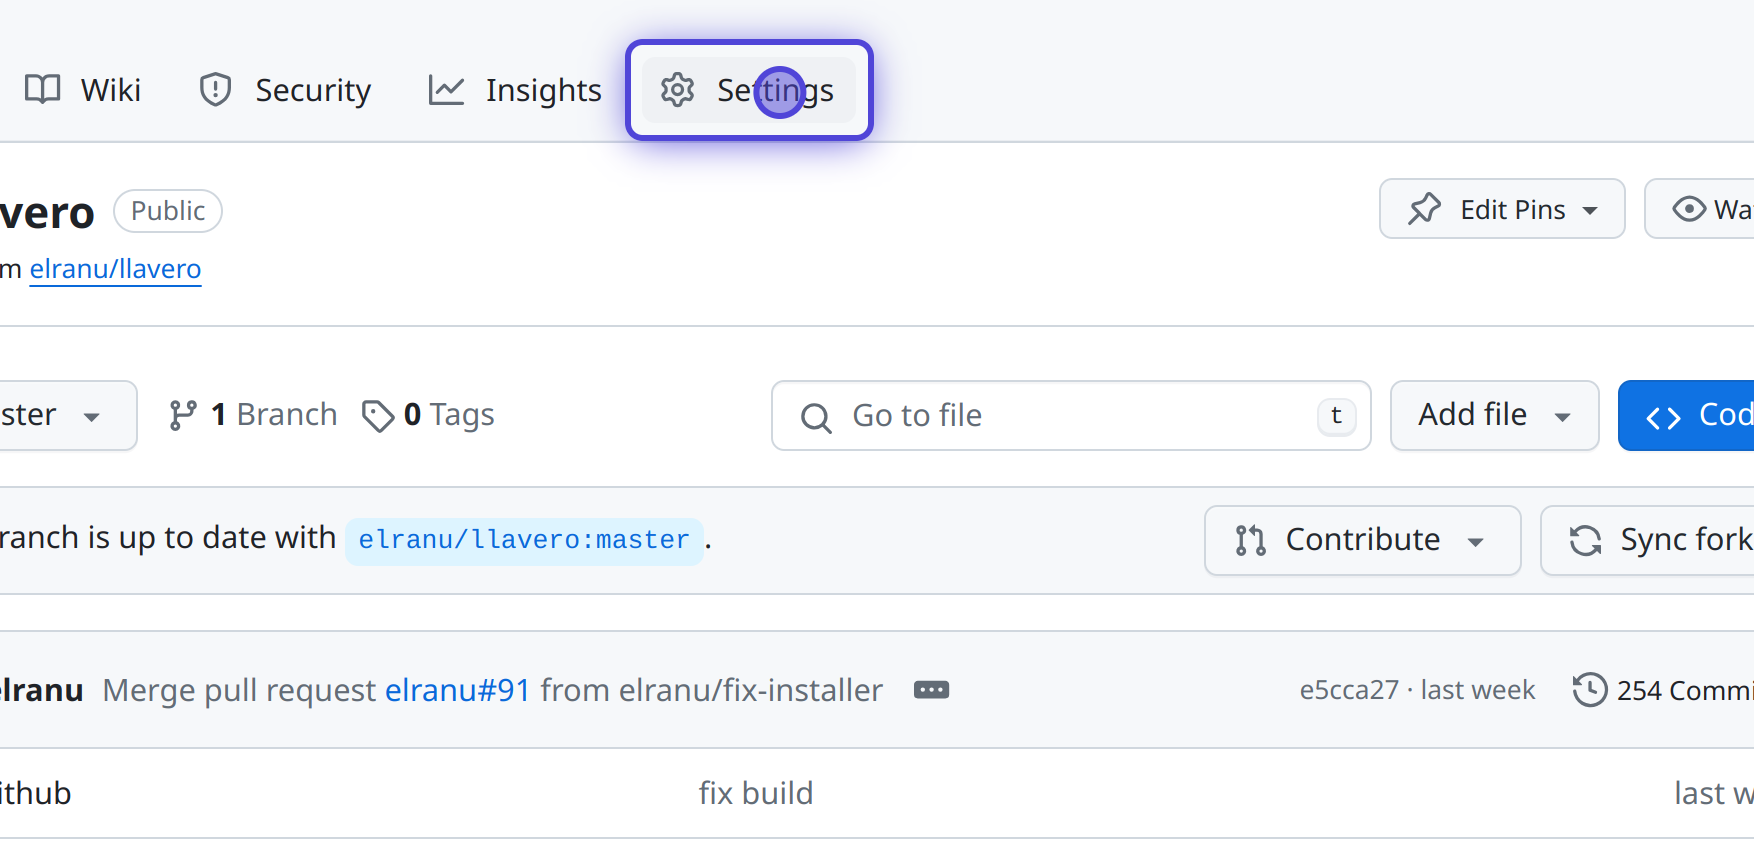 Wiki Security Insights Settings
vero Public Edit Pins Wa
m elranu/llavero
ster 1 Branch 0 Tags Go to file t Add file Cod
ranch is up to date with elranu/llavero:master. Contribute Sync fork
elranu Merge pull request elranu#91 from elranu/fix-installer e5cca27 · last week 254 Commi
ithub fix build last w